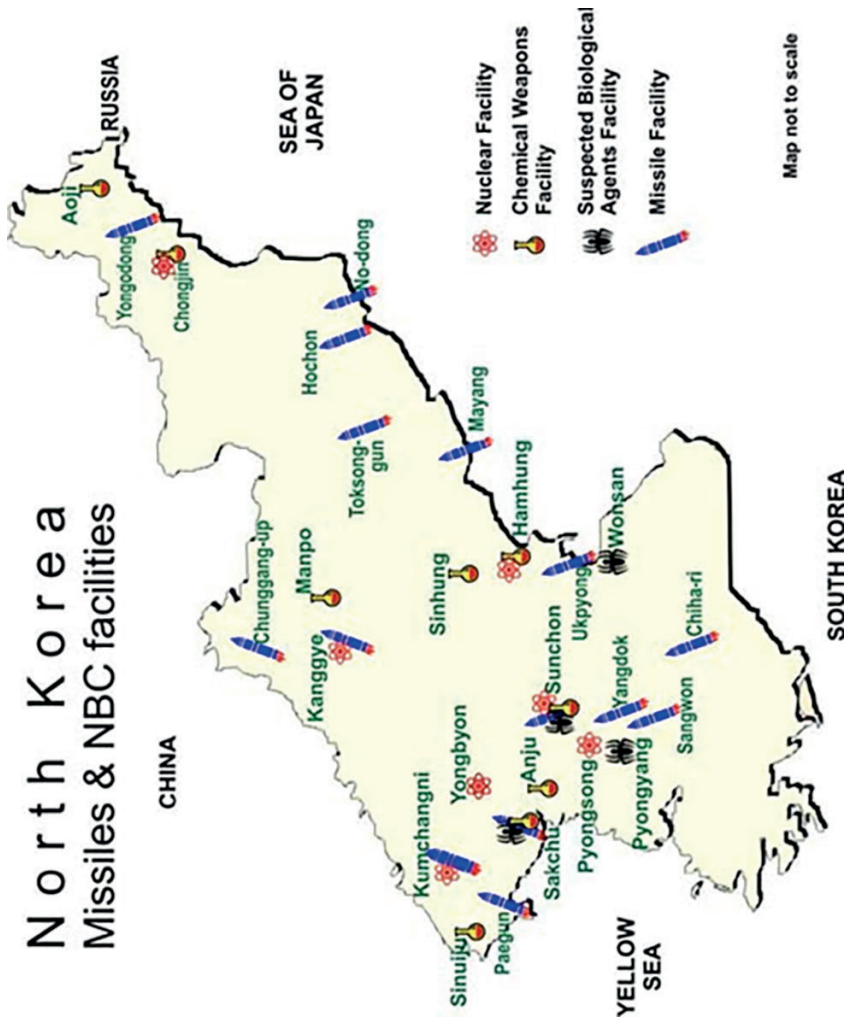 North Korea
Missiles & NBC facilities
RUSSIA
CHINA
SEA OF
JAPAN
Aoji
Yongodong
Chongjin
No-dong
Hochon
Toksong-
gun
Mayang
Chunggang-up
Manpo
Kanggye
Sinhung
Hamhung
Kumchangni
Yongbyon
Sunchon
Ukpyong
Wonsan
Sinuiju
Paegun
Sakchu
Anju
Pyongsong
Pyongyang
Yangdok
Sangwon
Chiha-ri
YELLOW
SEA
SOUTH KOREA
Nuclear Facility
Chemical Weapons
Facility
Suspected Biological
Agents Facility
Missile Facility
Map not to scale